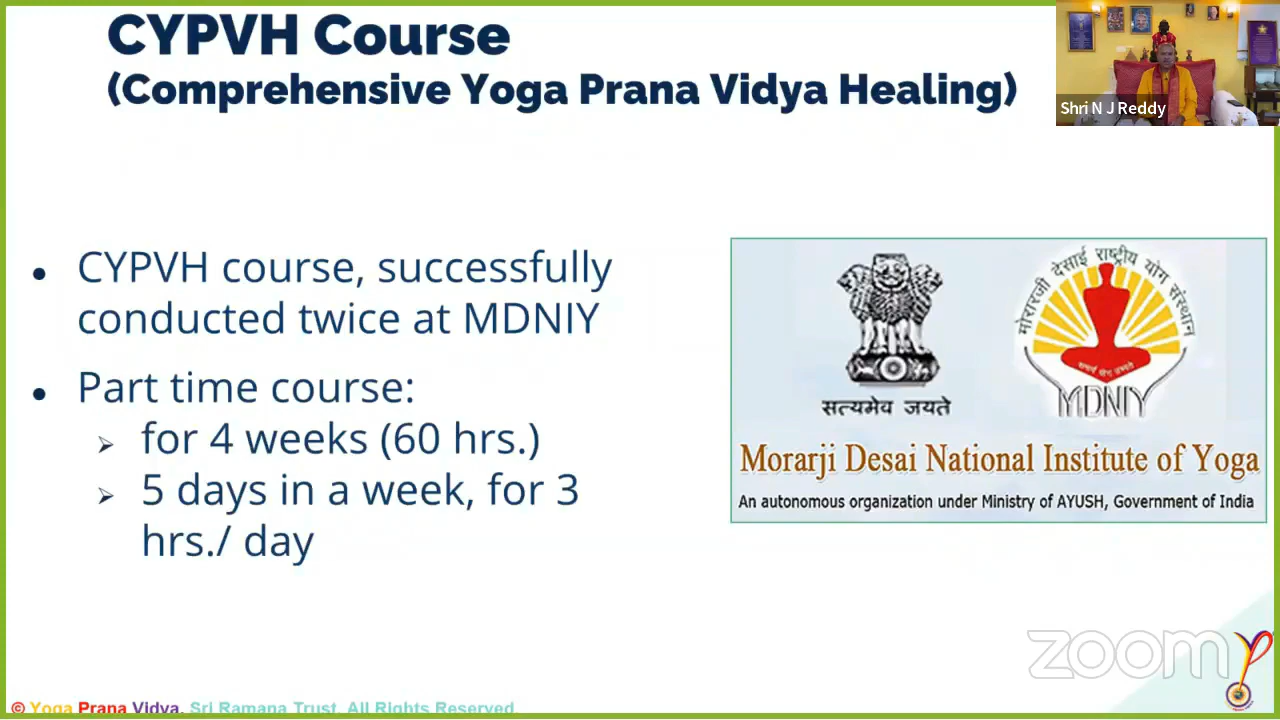 CYPVH Course
(Comprehensive Yoga Prana Vidya Healing)
Shri N J Reddy
• CYPVH course, successfully
conducted twice at MDNIY
• Part time course:
➢ for 4 weeks (60 hrs.)
➢ 5 days in a week, for 3
hrs./ day
सत्यमेव जयते
मोरारजी देसाई राष्ट्रीय योग संस्थान
MDNIY
Morarji Desai National Institute of Yoga
An autonomous organization under Ministry of AYUSH, Government of India
zoom
© Yoga Prana Vidya, Sri Ramana Trust, All Rights Reserved